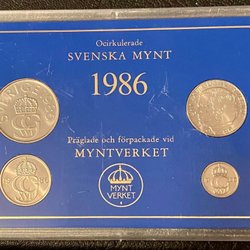 Ocirkulerade
SVENSKA MYNT
1986
Präglade och förpackade vid
MYNTVERKET
MYNT
VERKET